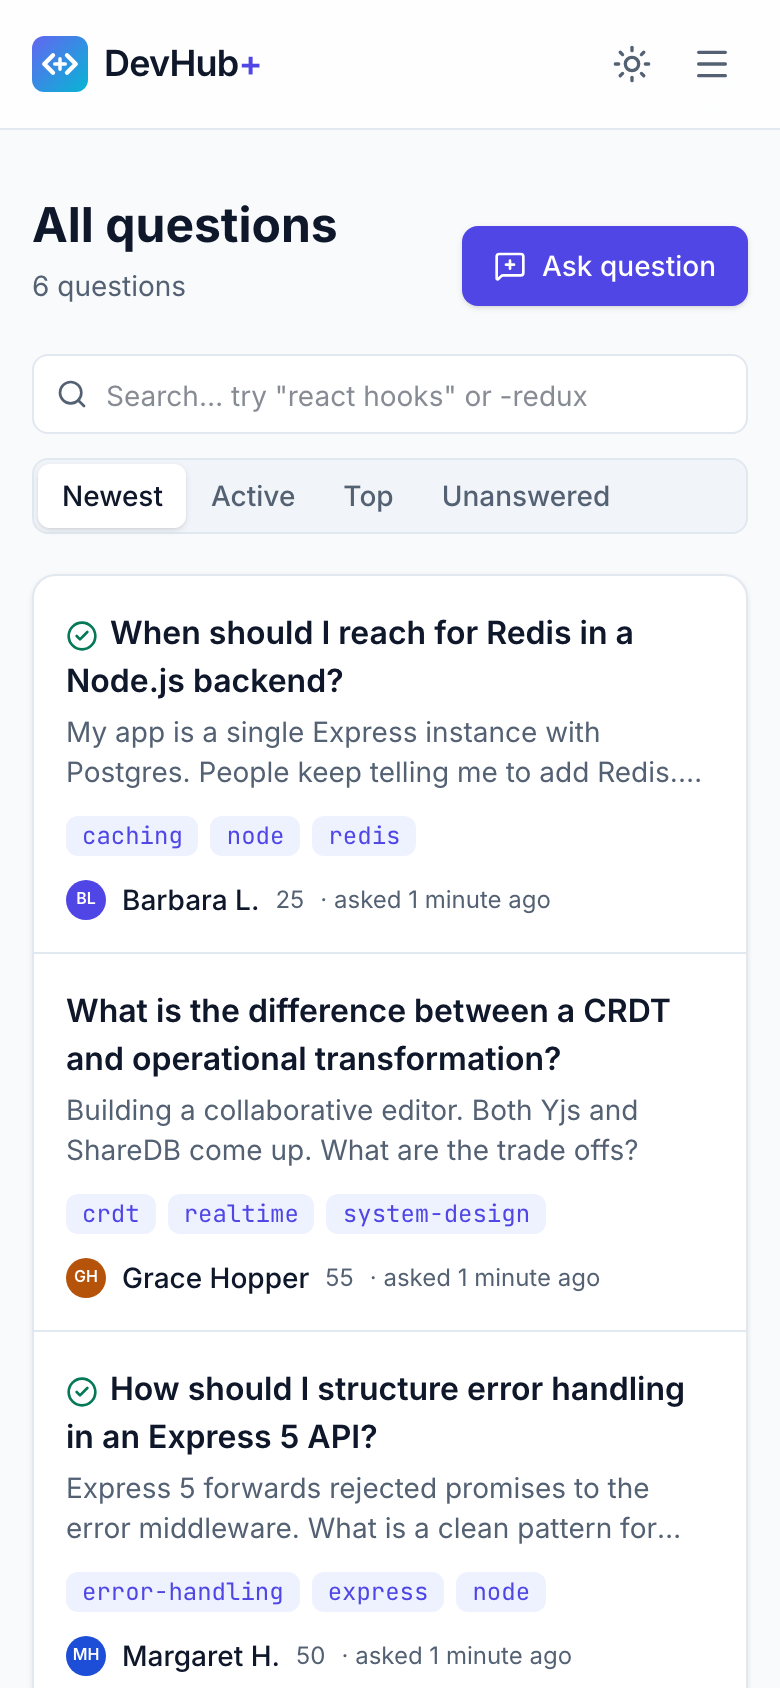 DevHub+
All questions
6 questions
Ask question
Search... try "react hooks" or -redux
Newest Active Top Unanswered
When should I reach for Redis in a
Node.js backend?
My app is a single Express instance with
Postgres. People keep telling me to add Redis....
caching node redis
BL Barbara L. 25 · asked 1 minute ago
What is the difference between a CRDT
and operational transformation?
Building a collaborative editor. Both Yjs and
ShareDB come up. What are the trade offs?
crdt realtime system-design
GH Grace Hopper 55 · asked 1 minute ago
How should I structure error handling
in an Express 5 API?
Express 5 forwards rejected promises to the
error middleware. What is a clean pattern for...
error-handling express node
MH Margaret H. 50 · asked 1 minute ago